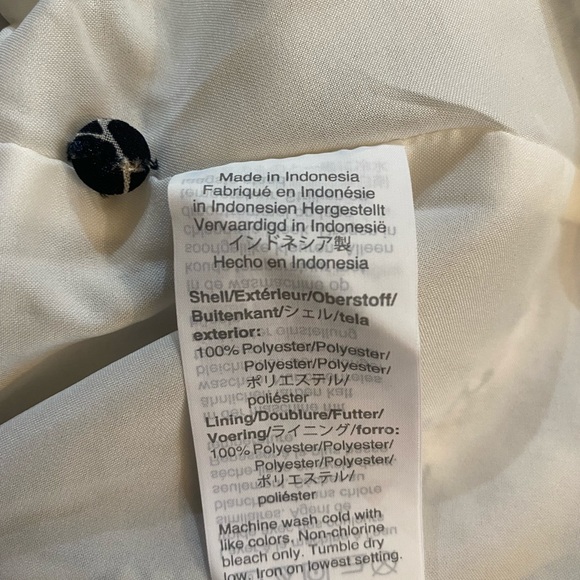 Made in Indonesia
Fabriqué en Indonésie
in Indonesien Hergestellt
Vervaardigd in Indonesië
インドネシア製
Hecho en Indonesia
Shell/Extérieur/Oberstoff/
Buitenkant/シェル/tela
exterior:
100% Polyester/Polyester/
Polyester/Polyester/
ポリエステル/
poliéster
Lining/Doublure/Futter/
Voering/ライニング/forro:
100% Polyester/Polyester/
Polyester/Polyester/
ポリエステル/
poliéster
Machine wash cold with
like colors. Non-chlorine
bleach only. Tumble dry
low. Iron on lowest setting.